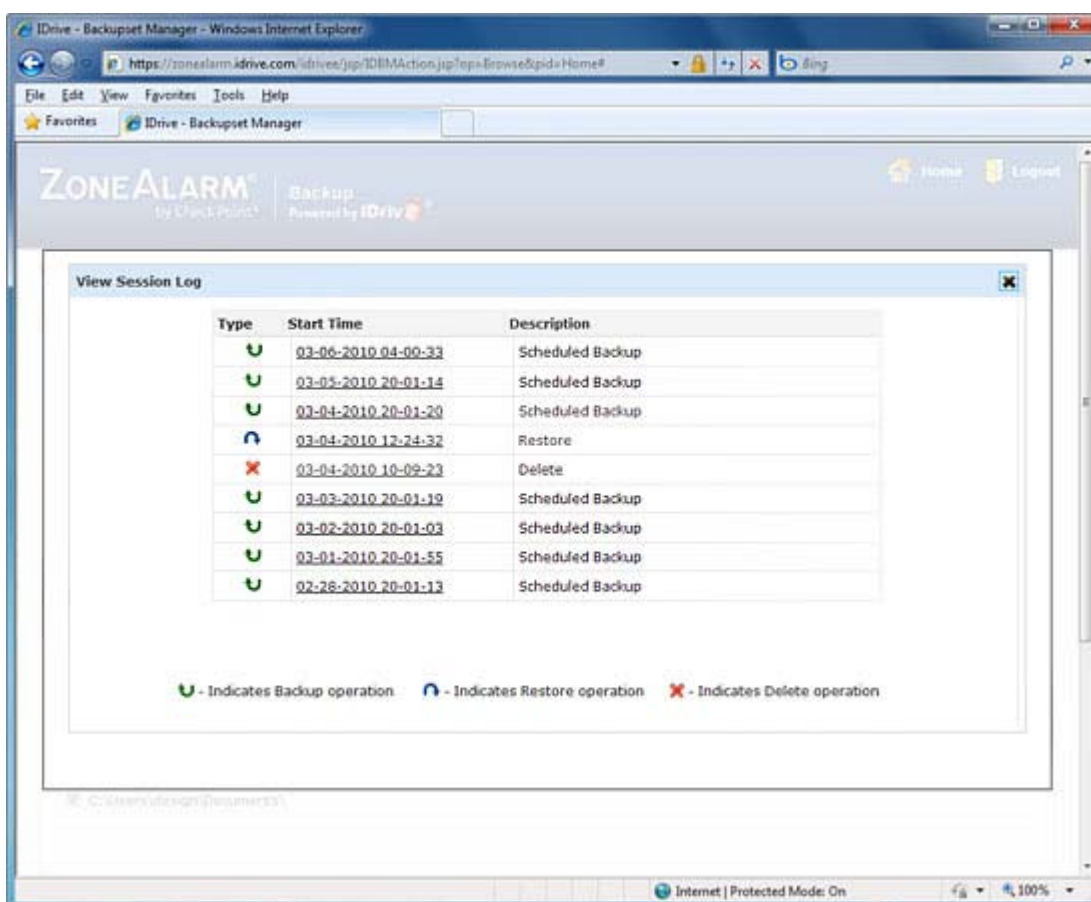 IDrive - Backupset Manager - Windows Internet Explorer
https://zonealarm.idrive.com/idrivee/jsp/IDBMAction.jsp?op=Browse&pid=Home#
Bing
File Edit View Favorites Tools Help
Favorites IDrive - Backupset Manager
Home Logout
ZONEALARM® Backup
by Check Point® Powered by IDrive®
View Session Log
Type Start Time Description
03-06-2010 04-00-33 Scheduled Backup
03-05-2010 20-01-14 Scheduled Backup
03-04-2010 20-01-20 Scheduled Backup
03-04-2010 12-24-32 Restore
03-04-2010 10-09-23 Delete
03-03-2010 20-01-19 Scheduled Backup
03-02-2010 20-01-03 Scheduled Backup
03-01-2010 20-01-55 Scheduled Backup
02-28-2010 20-01-13 Scheduled Backup
- Indicates Backup operation - Indicates Restore operation - Indicates Delete operation
C:\Users\design\Documents\
Internet | Protected Mode: On 100%